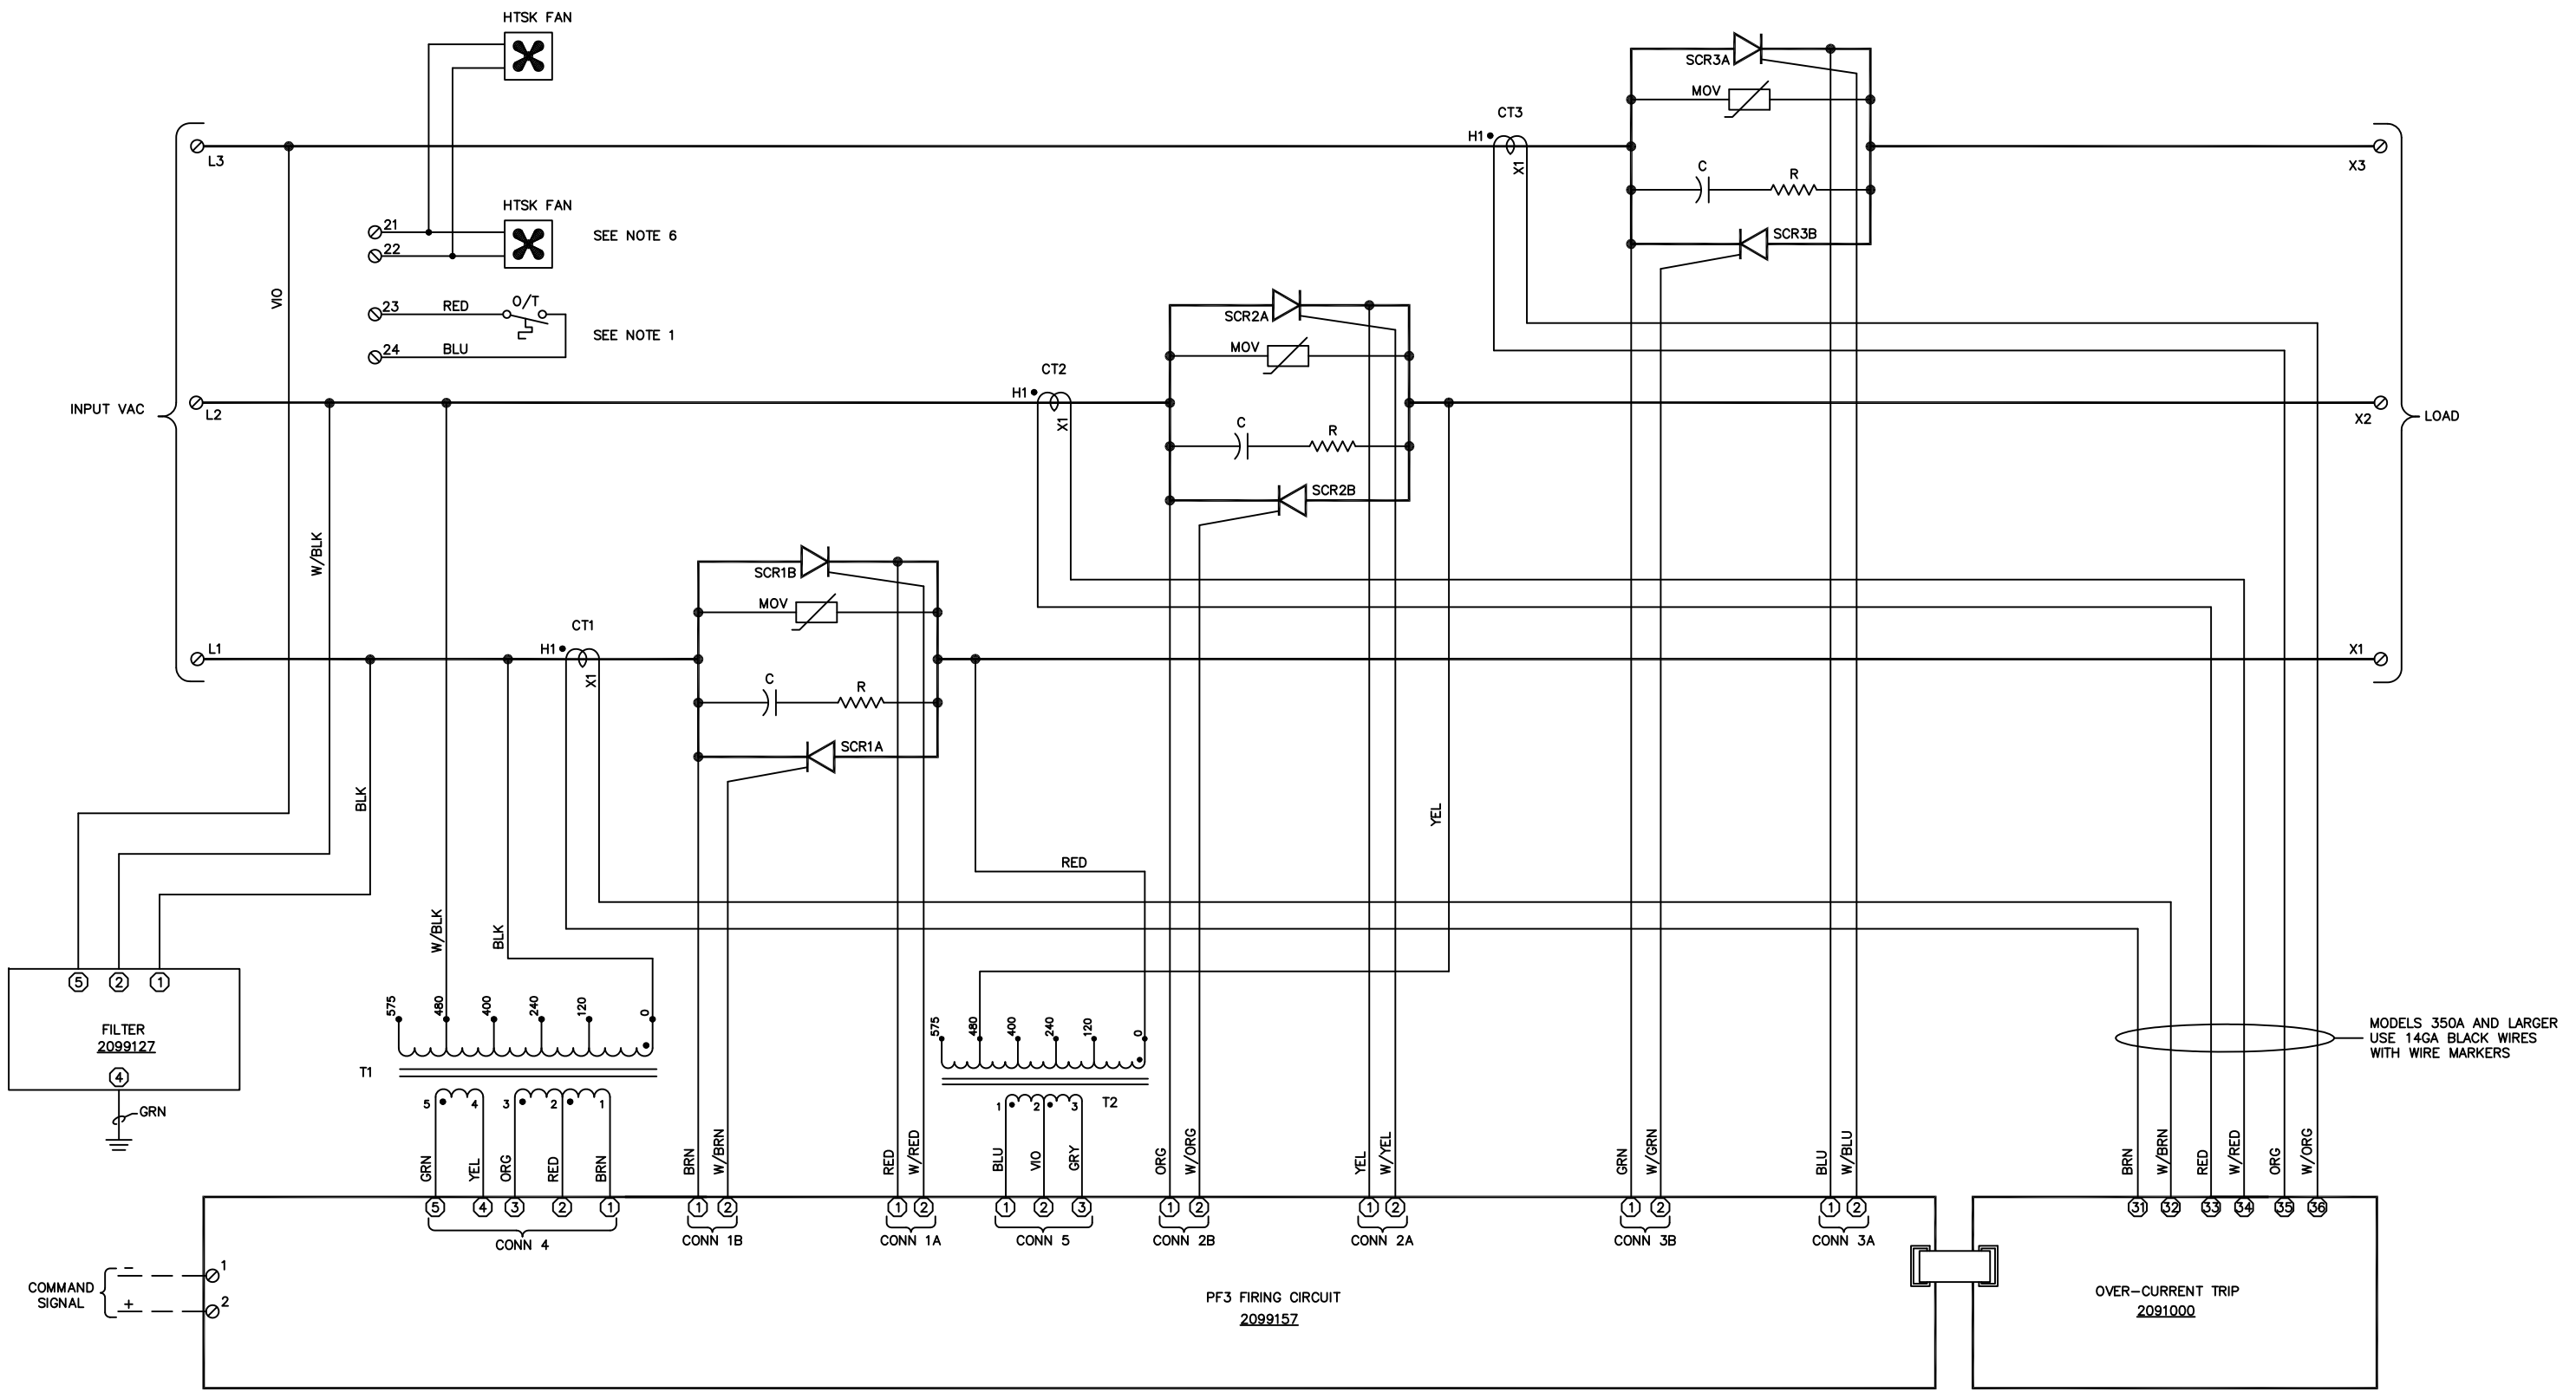 HTSK FAN
SCR3A
MOV
CT3
H1
X1
L3
X3
C
R
HTSK FAN
21
22
SEE NOTE 6
SCR3B
VIO
23
RED
O/T
24
BLU
SEE NOTE 1
SCR2A
MOV
CT2
H1
X1
INPUT VAC
L2
X2
LOAD
C
R
SCR2B
W/BLK
SCR1B
MOV
CT1
H1
X1
L1
X1
C
R
SCR1A
BLK
YEL
RED
W/BLK
BLK
5
2
1
FILTER
2099127
4
GRN
575
480
400
240
120
0
T1
5
4
3
2
1
575
480
400
240
120
0
T2
1
2
3
MODELS 350A AND LARGER
USE 14GA BLACK WIRES
WITH WIRE MARKERS
GRN
YEL
ORG
RED
BRN
BRN
W/BRN
RED
W/RED
BLU
VIO
GRY
ORG
W/ORG
YEL
W/YEL
GRN
W/GRN
BLU
W/BLU
BRN
W/BRN
RED
W/RED
ORG
W/ORG
5
4
3
2
1
1
2
1
2
1
2
3
1
2
1
2
1
2
1
2
31
32
33
34
35
36
CONN 4
CONN 1B
CONN 1A
CONN 5
CONN 2B
CONN 2A
CONN 3B
CONN 3A
COMMAND
SIGNAL
−
+
1
2
PF3 FIRING CIRCUIT
2099157
OVER-CURRENT TRIP
2091000